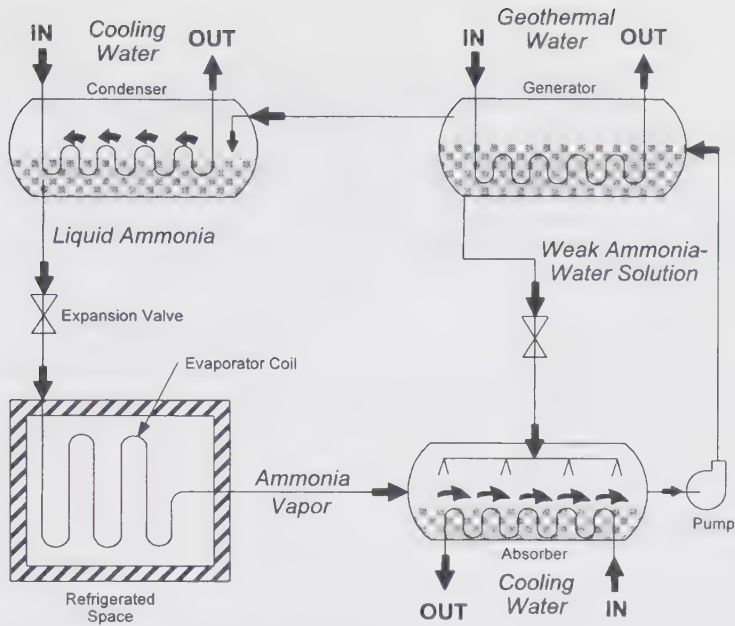 IN
Cooling
Water
OUT
Condenser
IN
Geothermal
Water
OUT
Generator
Liquid Ammonia
Weak Ammonia-
Water Solution
Expansion Valve
Evaporator Coil
Ammonia
Vapor
Pump
Absorber
Refrigerated
Space
OUT
Cooling
Water
IN